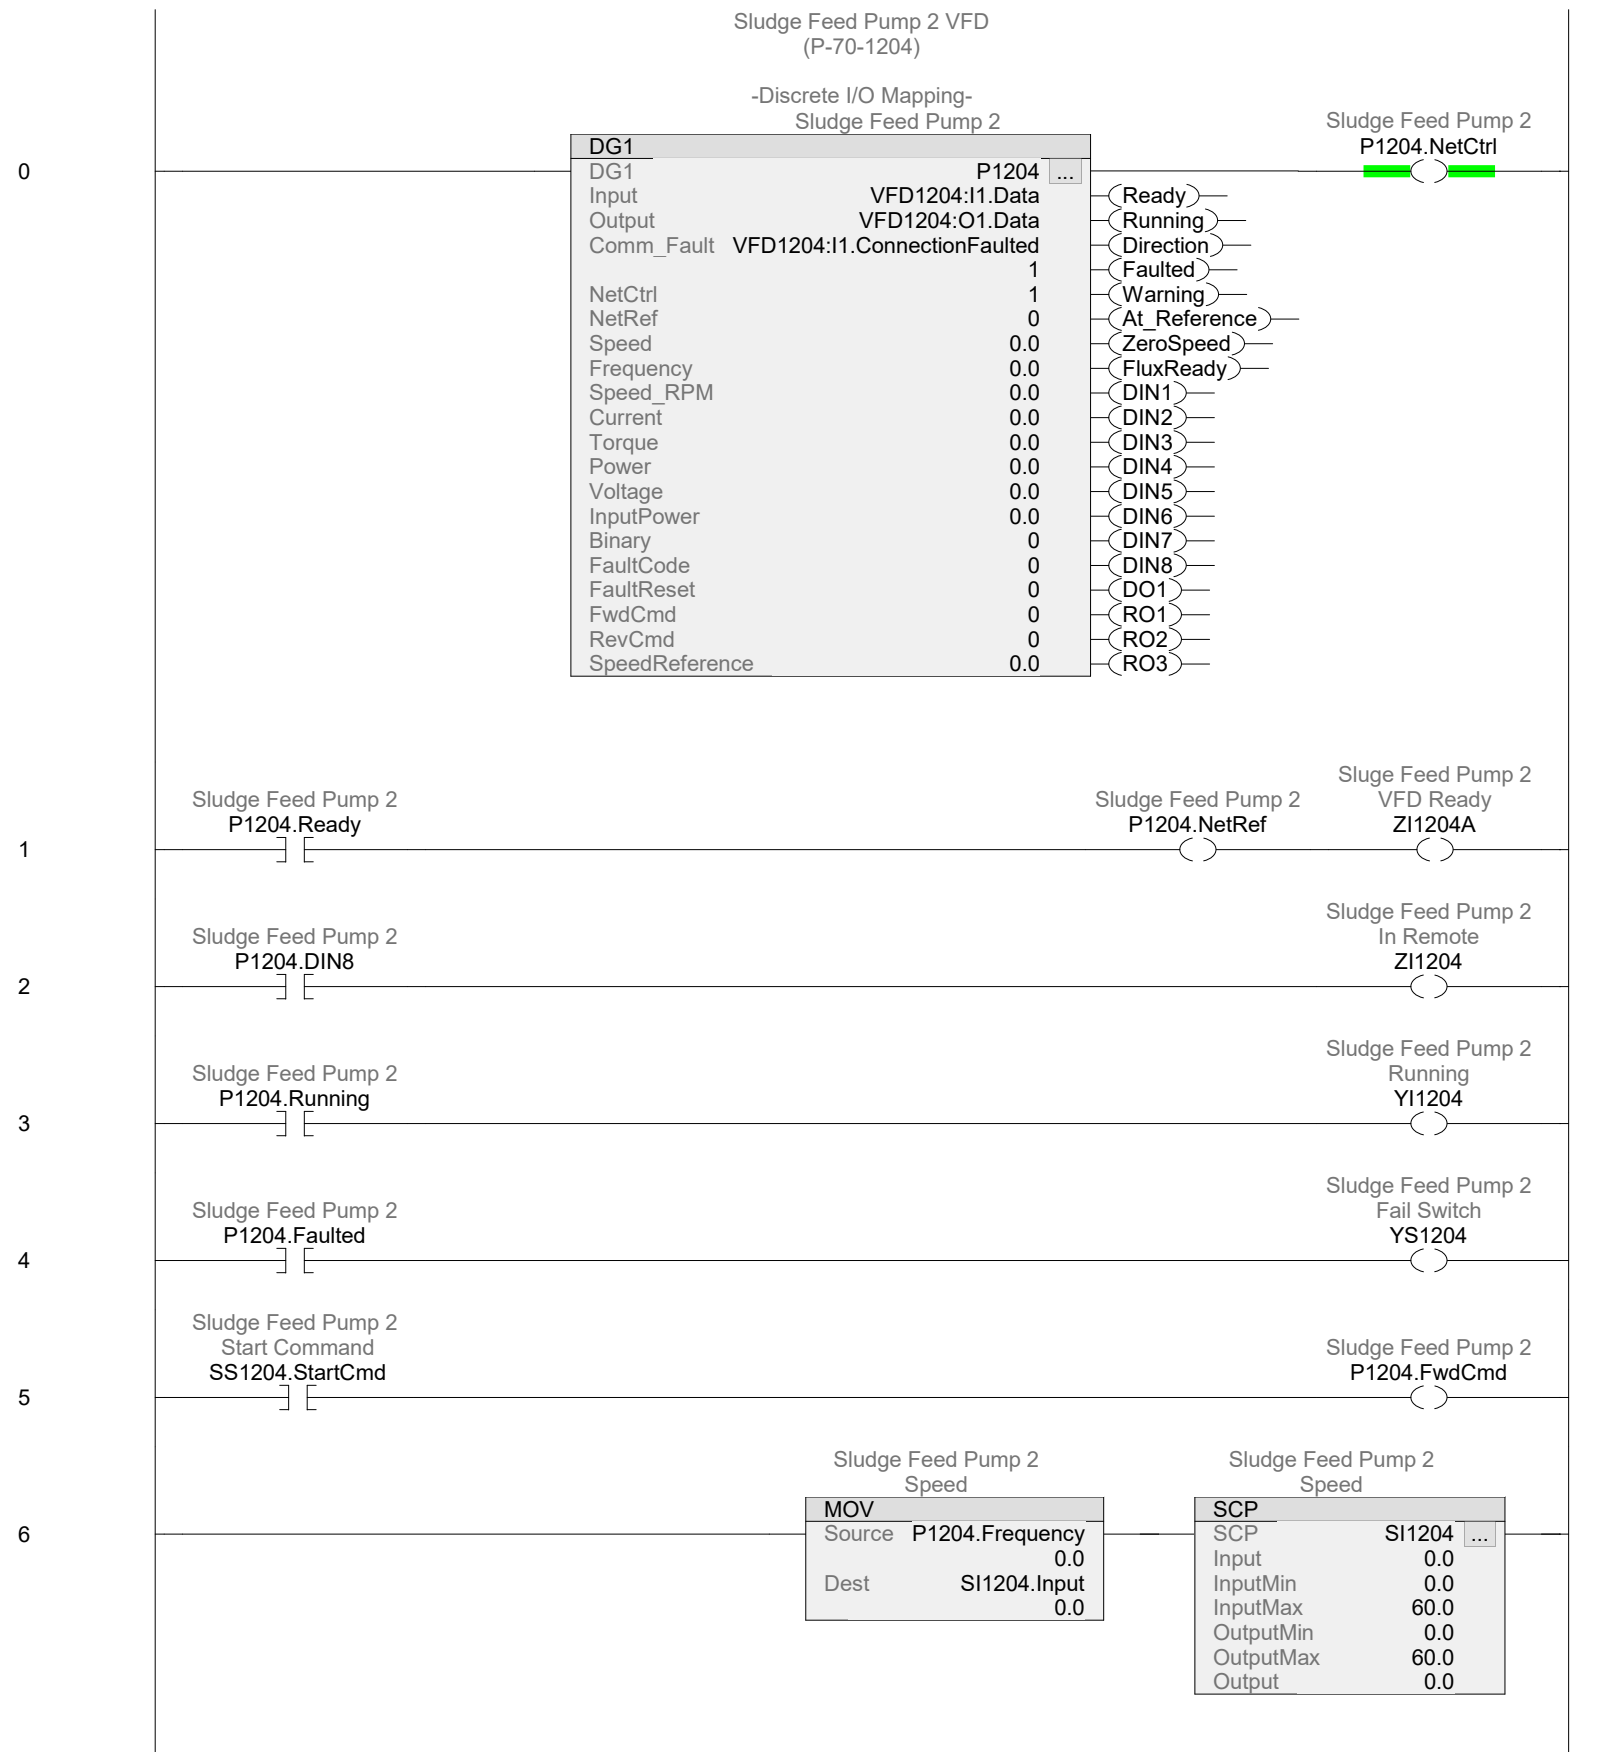 Sludge Feed Pump 2 VFD
(P-70-1204)
-Discrete I/O Mapping-
Sludge Feed Pump 2
Sludge Feed Pump 2
P1204.NetCtrl
0
DG1
DG1 P1204 ...
Input VFD1204:I1.Data (Ready)
Output VFD1204:O1.Data (Running)
Comm_Fault VFD1204:I1.ConnectionFaulted (Direction)
1 (Faulted)
NetCtrl 1 (Warning)
NetRef 0 (At_Reference)
Speed 0.0 (ZeroSpeed)
Frequency 0.0 (FluxReady)
Speed_RPM 0.0 (DIN1)
Current 0.0 (DIN2)
Torque 0.0 (DIN3)
Power 0.0 (DIN4)
Voltage 0.0 (DIN5)
InputPower 0.0 (DIN6)
Binary 0 (DIN7)
FaultCode 0 (DIN8)
FaultReset 0 (DO1)
FwdCmd 0 (RO1)
RevCmd 0 (RO2)
SpeedReference 0.0 (RO3)
1
Sludge Feed Pump 2
P1204.Ready
Sludge Feed Pump 2
P1204.NetRef
Sluge Feed Pump 2
VFD Ready
ZI1204A
2
Sludge Feed Pump 2
P1204.DIN8
Sludge Feed Pump 2
In Remote
ZI1204
3
Sludge Feed Pump 2
P1204.Running
Sludge Feed Pump 2
Running
YI1204
4
Sludge Feed Pump 2
P1204.Faulted
Sludge Feed Pump 2
Fail Switch
YS1204
5
Sludge Feed Pump 2
Start Command
SS1204.StartCmd
Sludge Feed Pump 2
P1204.FwdCmd
6
Sludge Feed Pump 2
Speed
MOV
Source P1204.Frequency
0.0
Dest SI1204.Input
0.0
Sludge Feed Pump 2
Speed
SCP
SCP SI1204 ...
Input 0.0
InputMin 0.0
InputMax 60.0
OutputMin 0.0
OutputMax 60.0
Output 0.0